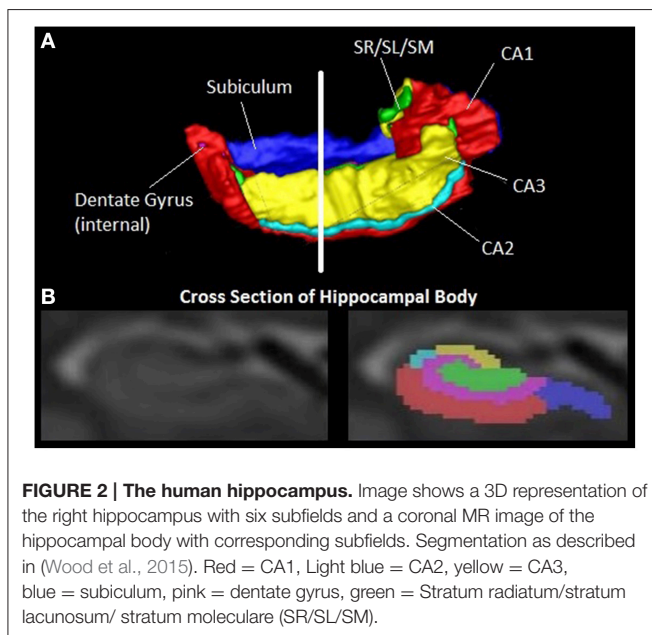 A
SR/SL/SM
CA1
Subiculum
CA3
Dentate Gyrus
(internal)
CA2
B
Cross Section of Hippocampal Body
FIGURE 2 | The human hippocampus. Image shows a 3D representation of
the right hippocampus with six subfields and a coronal MR image of the
hippocampal body with corresponding subfields. Segmentation as described
in (Wood et al., 2015). Red = CA1, Light blue = CA2, yellow = CA3,
blue = subiculum, pink = dentate gyrus, green = Stratum radiatum/stratum
lacunosum/ stratum moleculare (SR/SL/SM).